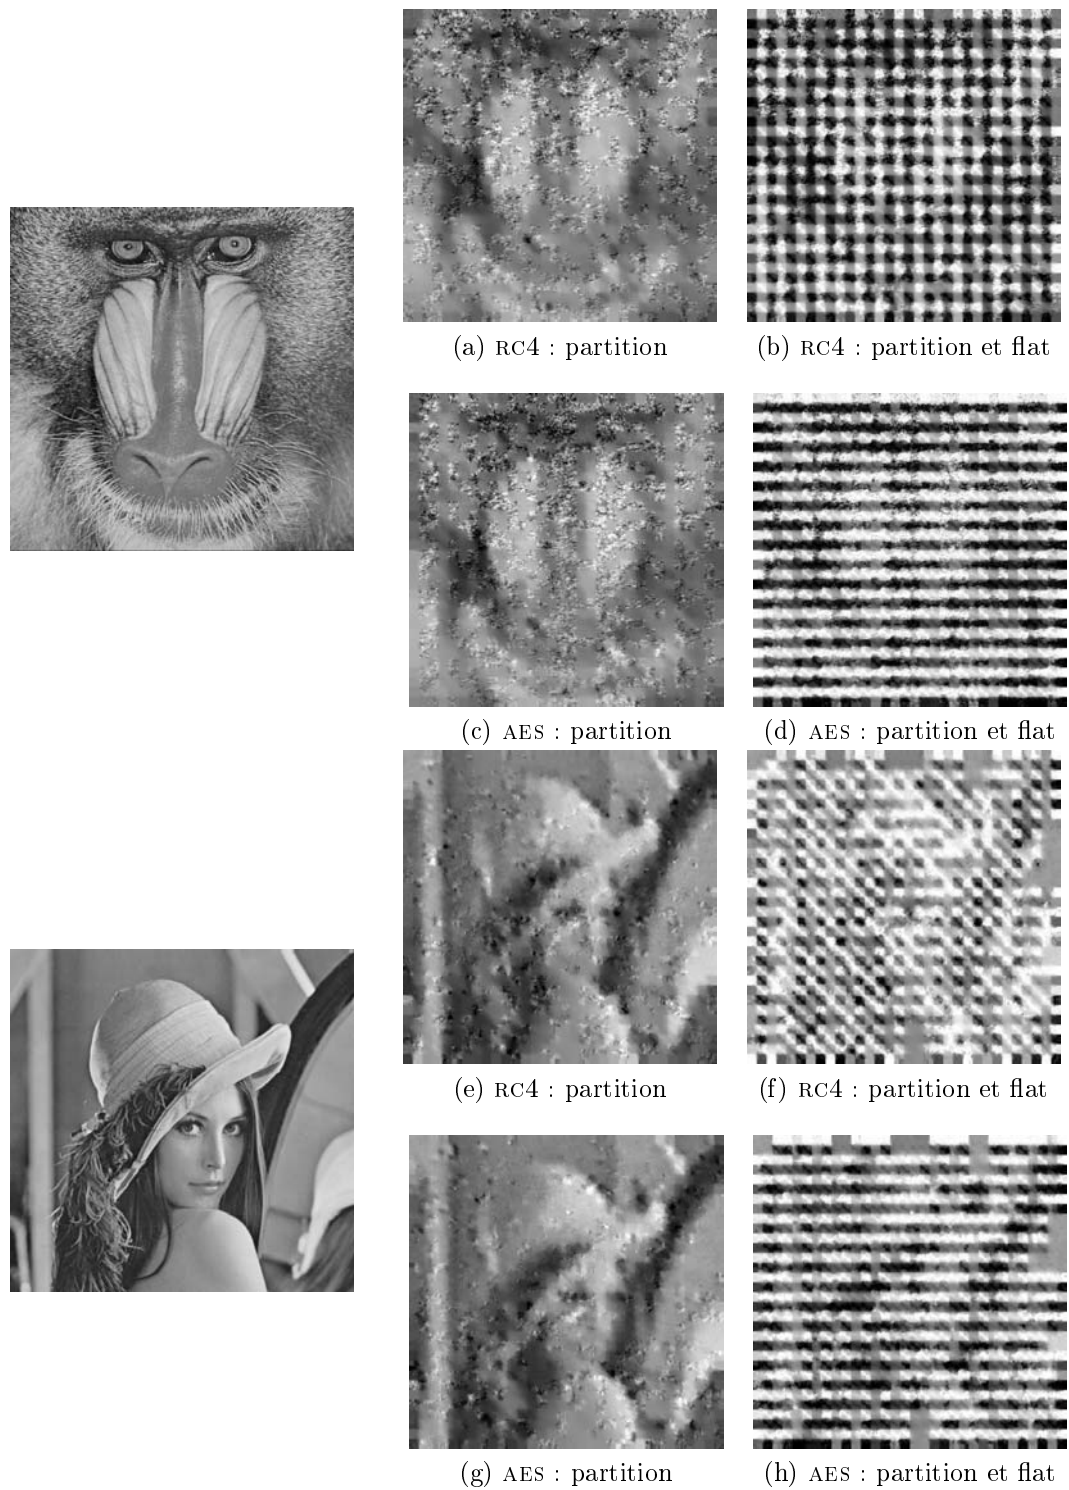 (a) RC4 : partition
(b) RC4 : partition et flat
(c) AES : partition
(d) AES : partition et flat
(e) RC4 : partition
(f) RC4 : partition et flat
(g) AES : partition
(h) AES : partition et flat